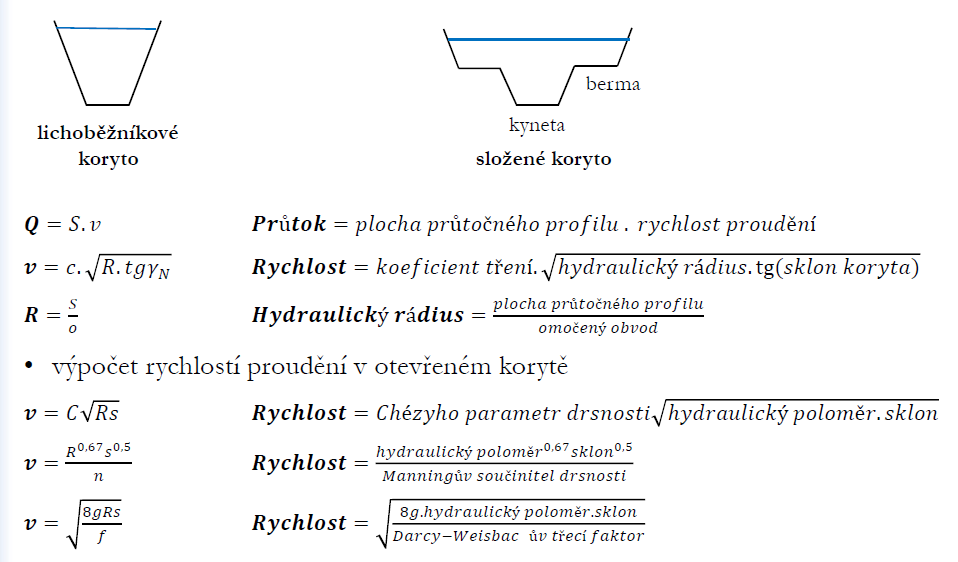 berma
kyneta
lichoběžníkové
koryto
složené koryto
Q = S.v Průtok = plocha průtočného profilu . rychlost proudění
v = c.√(R.tgγ_N) Rychlost = koeficient tření.√(hydraulický rádius.tg(sklon koryta))
R = S/o Hydraulický rádius = plocha průtočného profilu/omočený obvod
• výpočet rychlostí proudění v otevřeném korytě
v = C√(Rs) Rychlost = Chézyho parametr drsnosti√(hydraulický poloměr.sklon)
v = R^0,67 s^0,5/n Rychlost = hydraulický poloměr^0,67 sklon^0,5/Manningův součinitel drsnosti
v = √(8gRs/f) Rychlost = √(8g.hydraulický poloměr.sklon/Darcy−Weisbac ův třecí faktor)